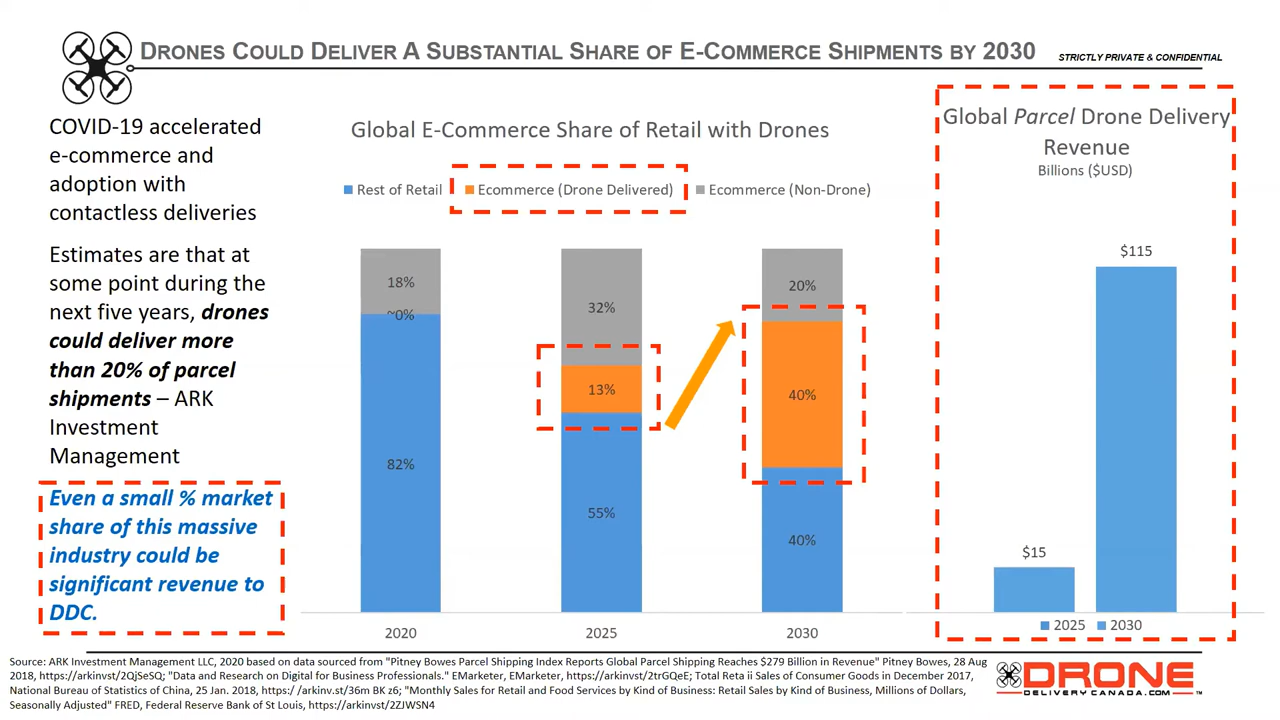 DRONES COULD DELIVER A SUBSTANTIAL SHARE OF E-COMMERCE SHIPMENTS BY 2030
STRICTLY PRIVATE & CONFIDENTIAL
COVID-19 accelerated
e-commerce and
adoption with
contactless deliveries
Estimates are that at
some point during the
next five years, drones
could deliver more
than 20% of parcel
shipments – ARK
Investment
Management
Even a small % market
share of this massive
industry could be
significant revenue to
DDC.
Global E-Commerce Share of Retail with Drones
Rest of Retail
Ecommerce (Drone Delivered)
Ecommerce (Non-Drone)
18%
~0%
82%
32%
13%
55%
20%
40%
40%
2020
2025
2030
Global Parcel Drone Delivery
Revenue
Billions ($USD)
$115
$15
2025
2030
Source: ARK Investment Management LLC, 2020 based on data sourced from "Pitney Bowes Parcel Shipping Index Reports Global Parcel Shipping Reaches $279 Billion in Revenue" Pitney Bowes, 28 Aug
2018, https://arkinvst/2QjSeSQ; "Data and Research on Digital for Business Professionals." EMarketer, EMarketer, https://arkinvst/2trGQeE; Total Reta ii Sales of Consumer Goods in December 2017,
National Bureau of Statistics of China, 25 Jan. 2018, https: / /arkinv.st/36m BK z6; "Monthly Sales for Retail and Food Services by Kind of Business: Retail Sales by Kind of Business, Millions of Dollars,
Seasonally Adjusted" FRED, Federal Reserve Bank of St Louis, https://arkinvst/2ZJWSN4
DRONE
DELIVERY CANADA.COM
TM